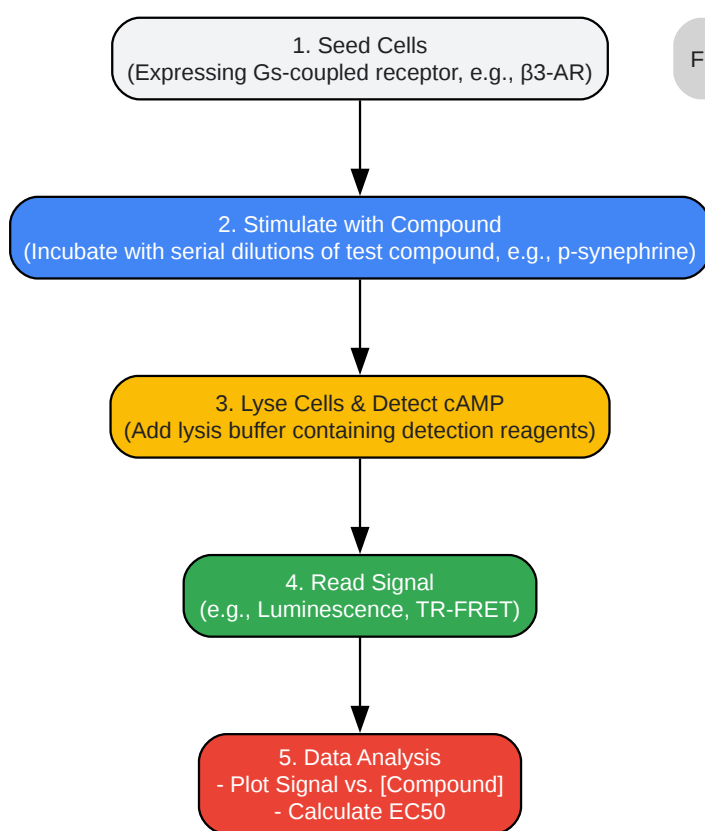 1. Seed Cells
(Expressing Gs-coupled receptor, e.g., β3-AR)
F
2. Stimulate with Compound
(Incubate with serial dilutions of test compound, e.g., p-synephrine)
3. Lyse Cells & Detect cAMP
(Add lysis buffer containing detection reagents)
4. Read Signal
(e.g., Luminescence, TR-FRET)
5. Data Analysis
- Plot Signal vs. [Compound]
- Calculate EC50